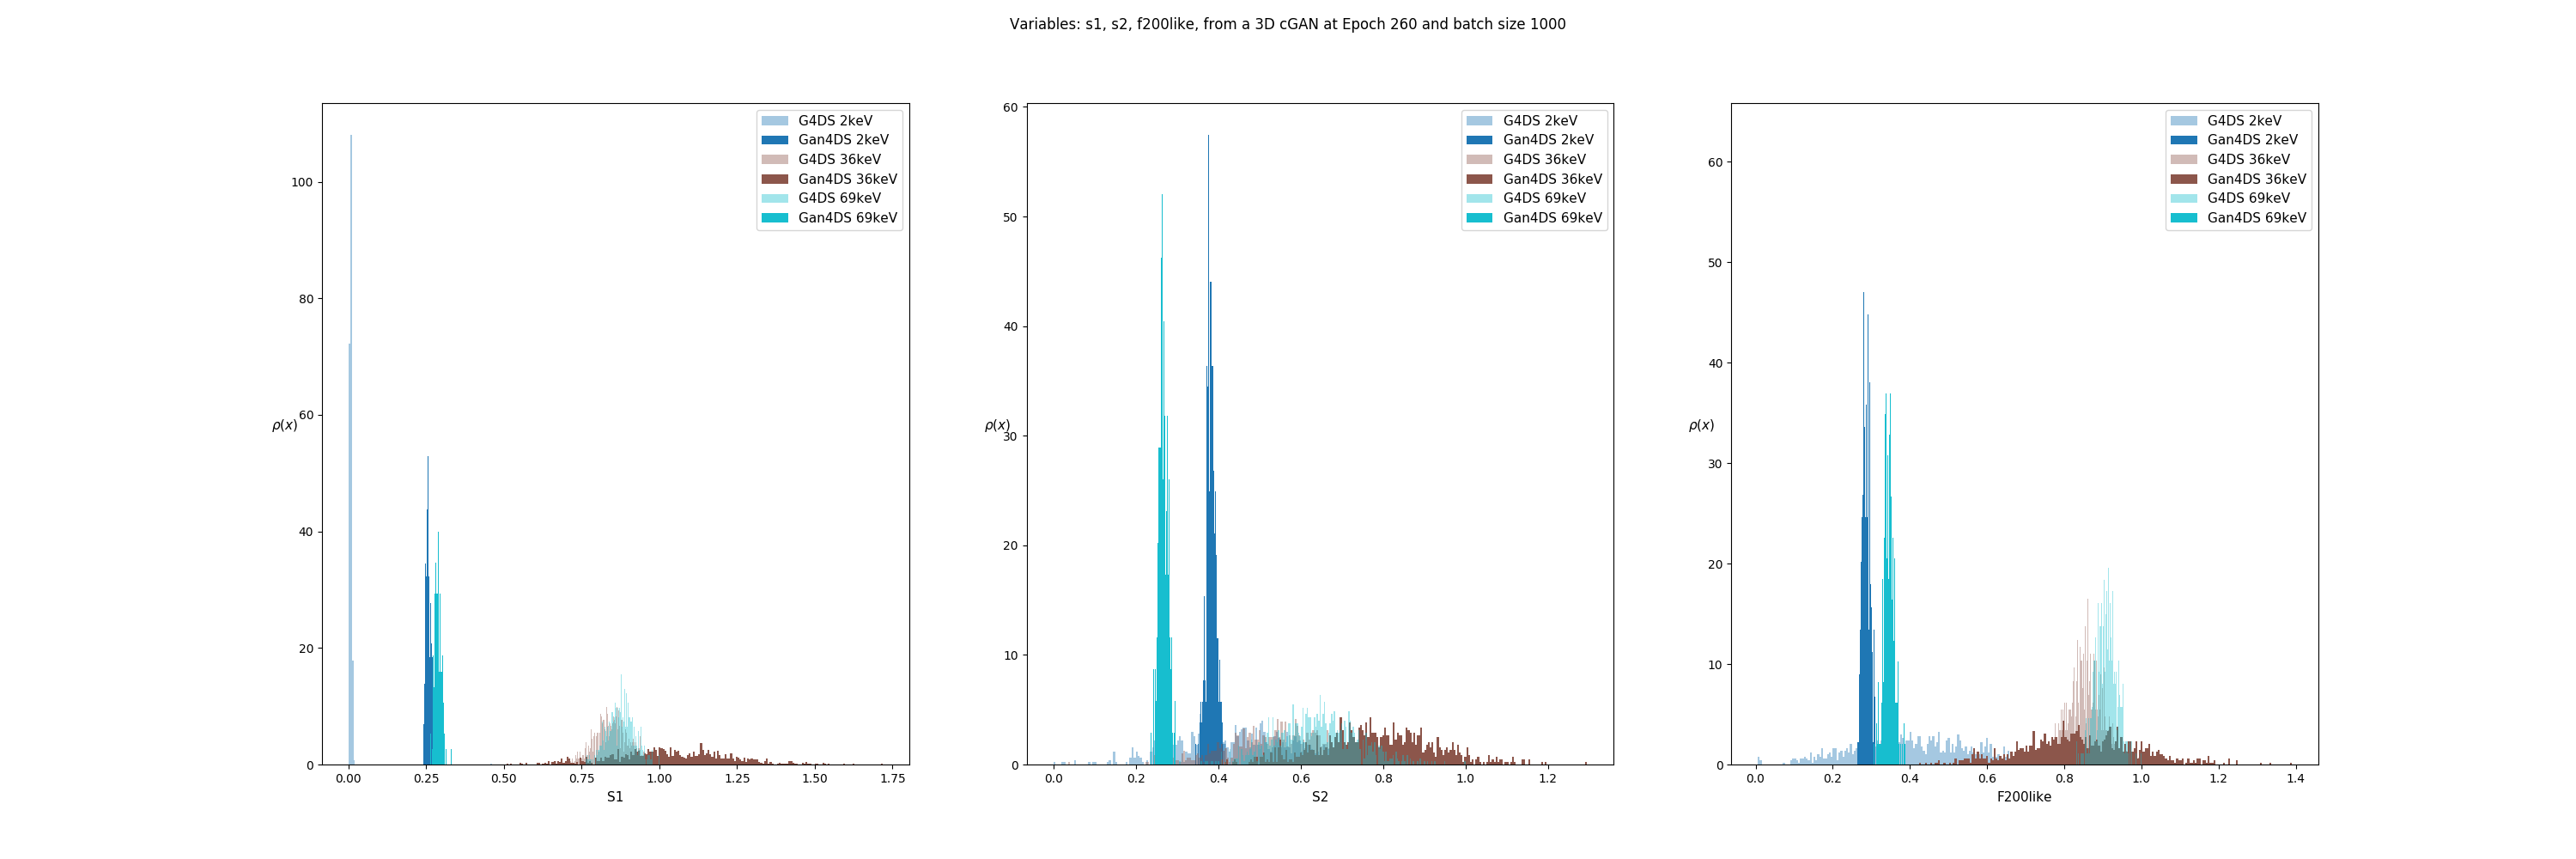 Variables: s1, s2, f200like, from a 3D cGAN at Epoch 260 and batch size 1000
G4DS 2keV
Gan4DS 2keV
G4DS 36keV
Gan4DS 36keV
G4DS 69keV
Gan4DS 69keV
100
80
60
40
20
0
ρ(x)
0.00 0.25 0.50 0.75 1.00 1.25 1.50 1.75
S1
G4DS 2keV
Gan4DS 2keV
G4DS 36keV
Gan4DS 36keV
G4DS 69keV
Gan4DS 69keV
60
50
40
30
20
10
0
ρ(x)
0.0 0.2 0.4 0.6 0.8 1.0 1.2
S2
G4DS 2keV
Gan4DS 2keV
G4DS 36keV
Gan4DS 36keV
G4DS 69keV
Gan4DS 69keV
60
50
40
30
20
10
0
ρ(x)
0.0 0.2 0.4 0.6 0.8 1.0 1.2 1.4
F200like